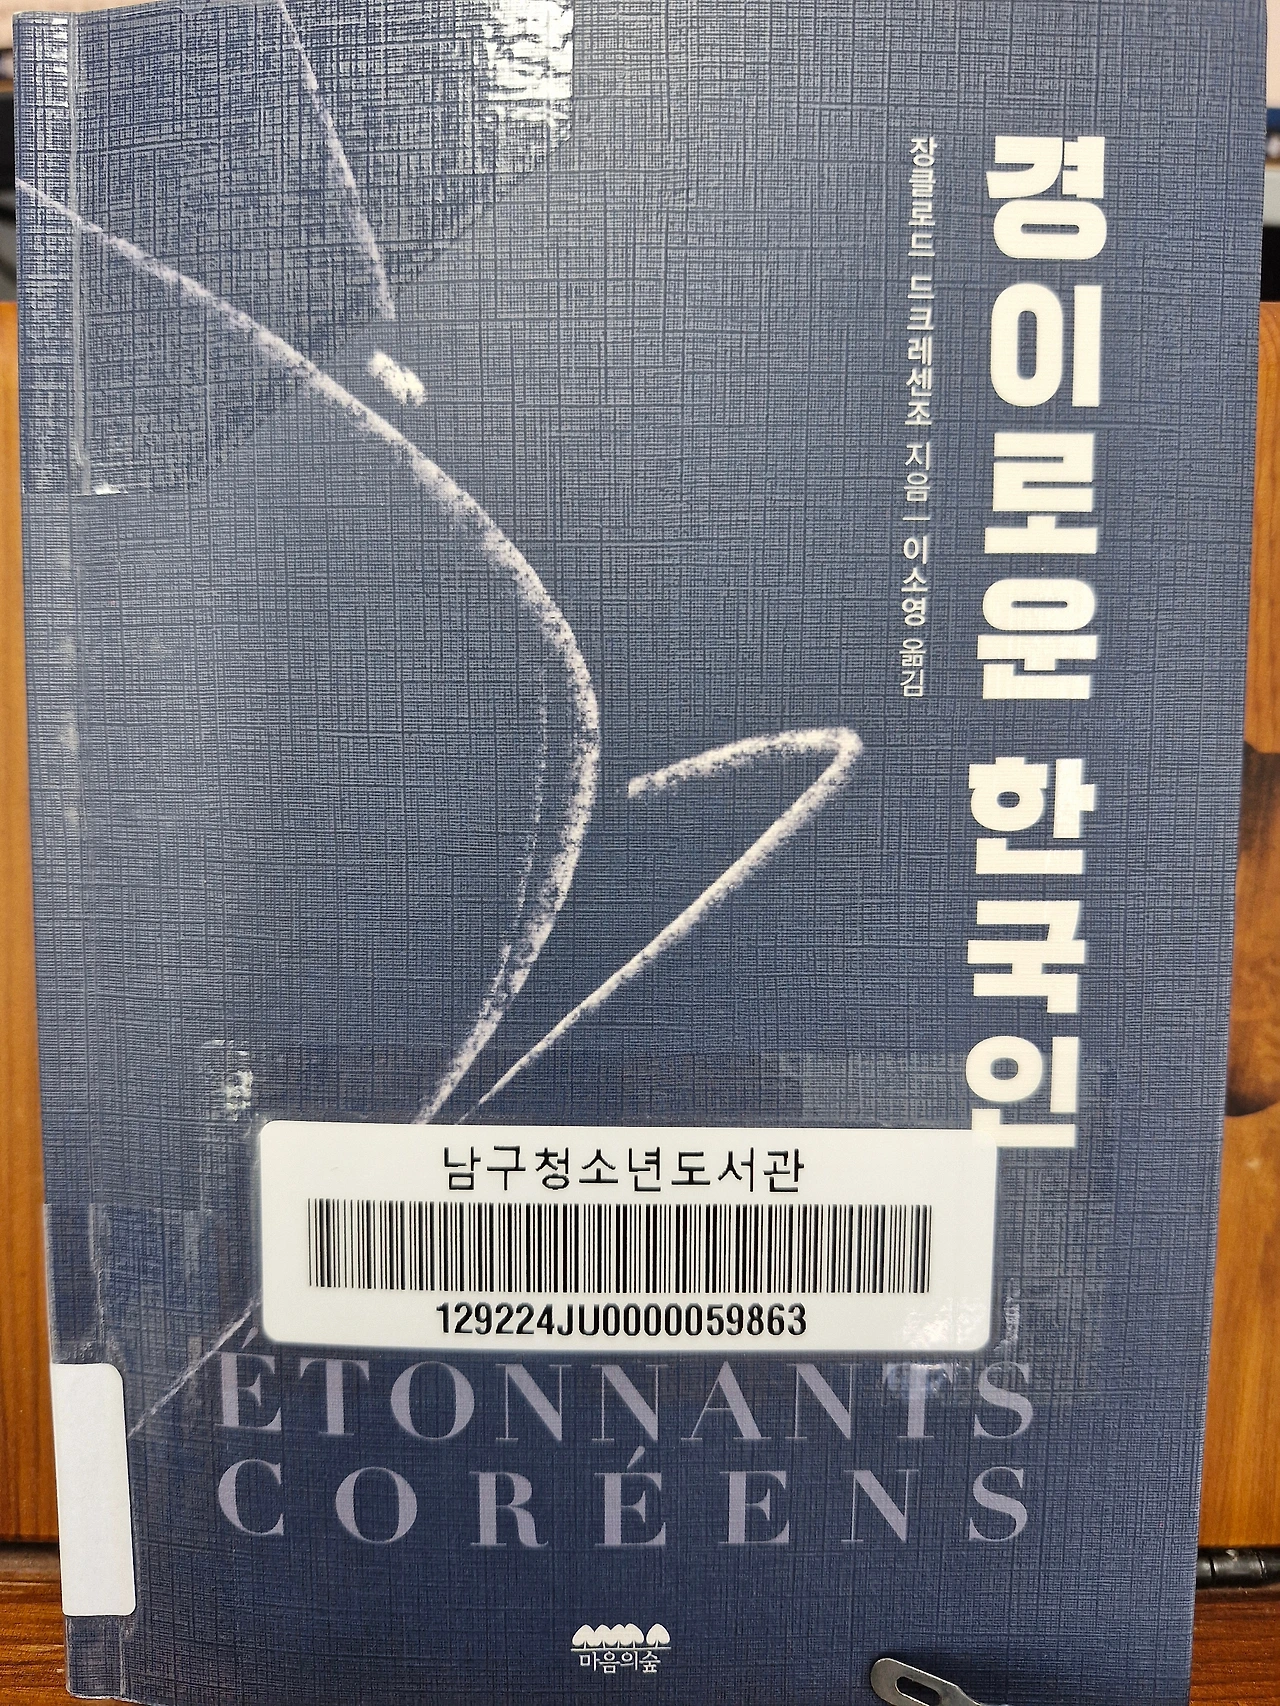 경이로운 한국인
장클로드 드크레센조 지음 | 이소영 옮김
남구청소년도서관
129224JU0000059863
ÉTONNANTS
CORÉENS
마음의숲